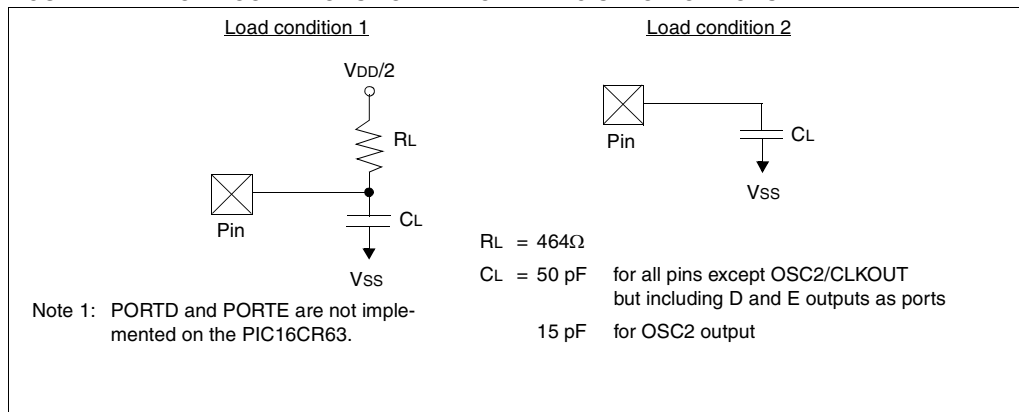 Load condition 1
VDD/2
RL
Pin
CL
VSS
Note 1: PORTD and PORTE are not imple-
mented on the PIC16CR63.
Load condition 2
Pin
CL
VSS
RL = 464Ω
CL = 50 pF for all pins except OSC2/CLKOUT
but including D and E outputs as ports
15 pF for OSC2 output